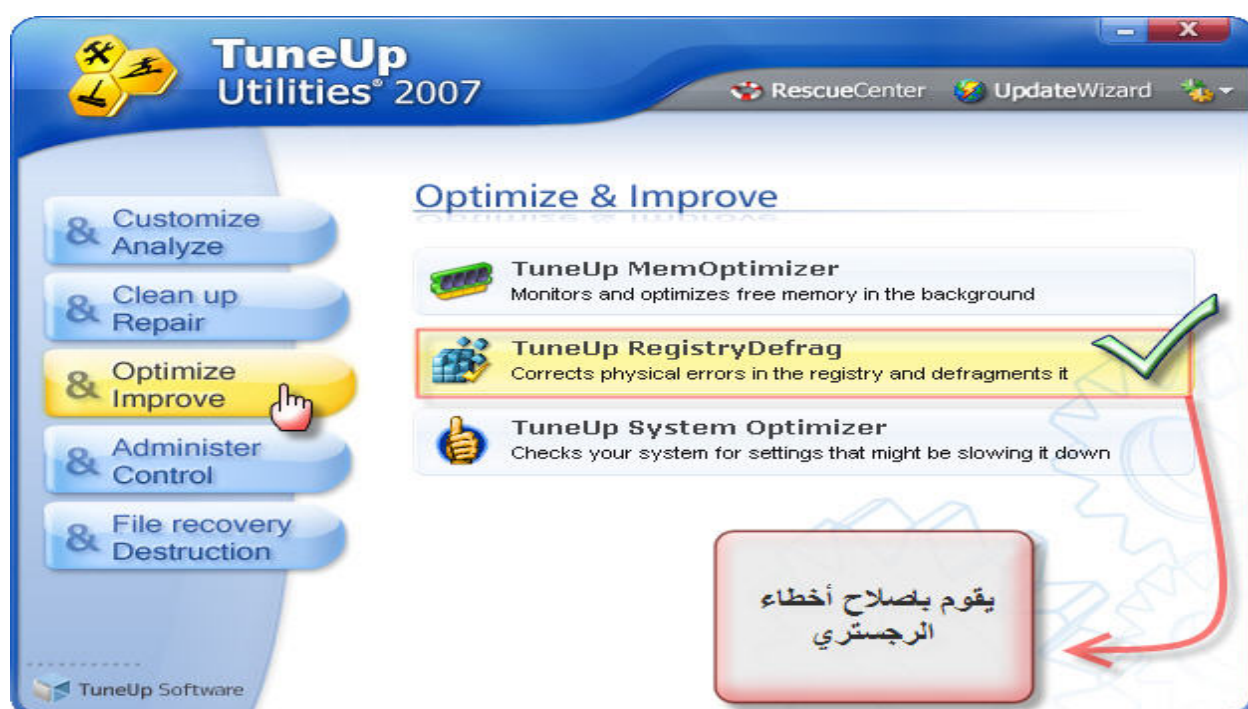 TuneUp
Utilities® 2007
RescueCenter UpdateWizard
Optimize & Improve
& Customize
Analyze
& Clean up
Repair
& Optimize
Improve
& Administer
Control
& File recovery
Destruction
TuneUp MemOptimizer
Monitors and optimizes free memory in the background
TuneUp RegistryDefrag
Corrects physical errors in the registry and defragments it
TuneUp System Optimizer
Checks your system for settings that might be slowing it down
يقوم باصلاح أخطاء
الرجستري
TuneUp Software